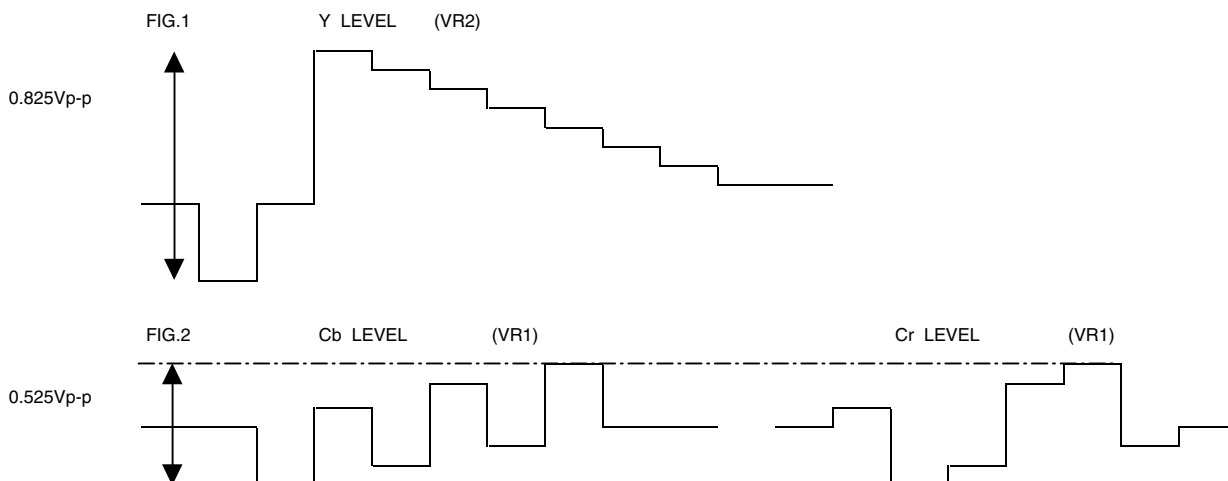 FIG.1 Y LEVEL (VR2)
0.825Vp-p
FIG.2 Cb LEVEL (VR1) Cr LEVEL (VR1)
0.525Vp-p